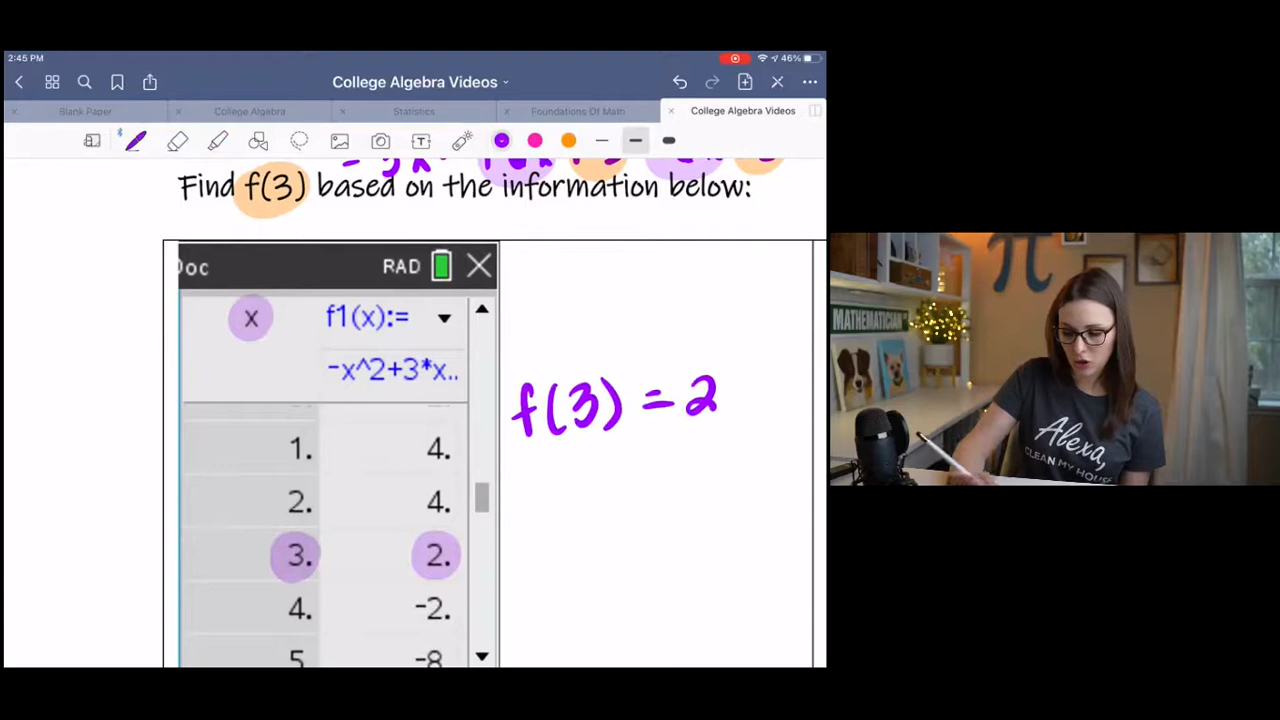 2:45 PM 46%
College Algebra Videos
Blank Paper College Algebra Statistics Foundations Of Math College Algebra Videos
Find f(3) based on the information below:
Doc RAD
x f1(x):=
-x^2+3*x..
1. 4.
2. 4.
3. 2.
4. -2.
5 -8
f(3) = 2
MATHEMATICIAN
π
Alexa,
CLEAN MY HOUSE